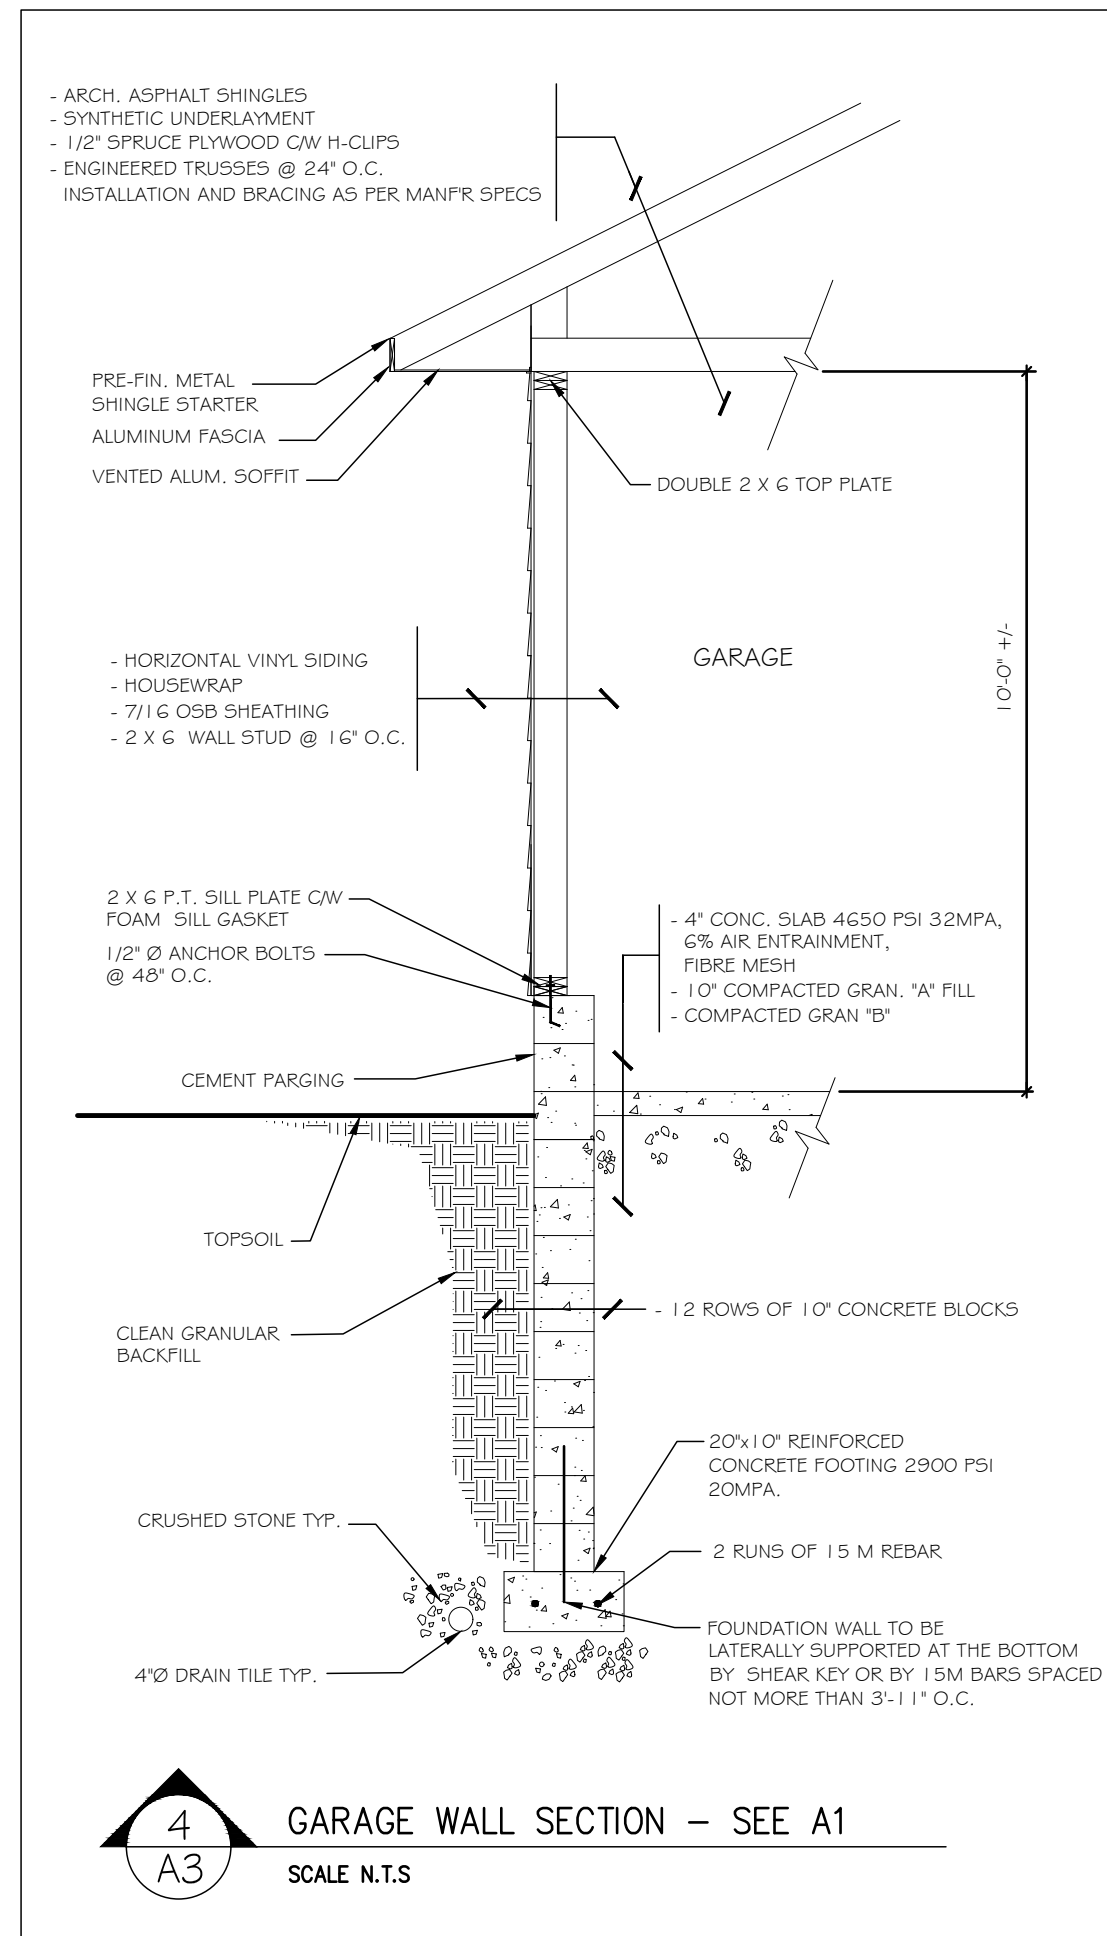 - ARCH. ASPHALT SHINGLES
- SYNTHETIC UNDERLAYMENT
- 1/2" SPRUCE PLYWOOD C/W H-CLIPS
- ENGINEERED TRUSSES @ 24" O.C.
INSTALLATION AND BRACING AS PER MANF'R SPECS
PRE-FIN. METAL
SHINGLE STARTER
ALUMINUM FASCIA
VENTED ALUM. SOFFIT
DOUBLE 2 X 6 TOP PLATE
- HORIZONTAL VINYL SIDING
- HOUSEWRAP
- 7/16 OSB SHEATHING
- 2 X 6 WALL STUD @ 16" O.C.
GARAGE
10'-0" +/-
2 X 6 P.T. SILL PLATE C/W
FOAM SILL GASKET
1/2" Ø ANCHOR BOLTS
@ 48" O.C.
- 4" CONC. SLAB 4650 PSI 32MPA,
6% AIR ENTRAINMENT,
FIBRE MESH
- 10" COMPACTED GRAN. "A" FILL
- COMPACTED GRAN "B"
CEMENT PARGING
TOPSOIL
CLEAN GRANULAR
BACKFILL
- 12 ROWS OF 10" CONCRETE BLOCKS
20"x10" REINFORCED
CONCRETE FOOTING 2900 PSI
20MPA.
CRUSHED STONE TYP.
2 RUNS OF 15 M REBAR
FOUNDATION WALL TO BE
LATERALLY SUPPORTED AT THE BOTTOM
BY SHEAR KEY OR BY 15M BARS SPACED
NOT MORE THAN 3'-11" O.C.
4"Ø DRAIN TILE TYP.
4
A3
GARAGE WALL SECTION – SEE A1
SCALE N.T.S